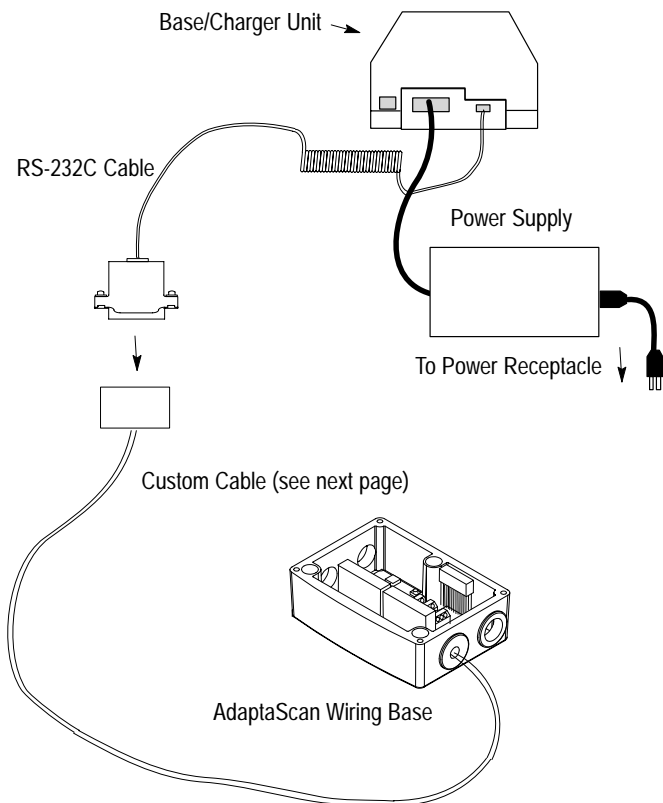 Base/Charger Unit
RS-232C Cable
Power Supply
To Power Receptacle
Custom Cable (see next page)
AdaptaScan Wiring Base